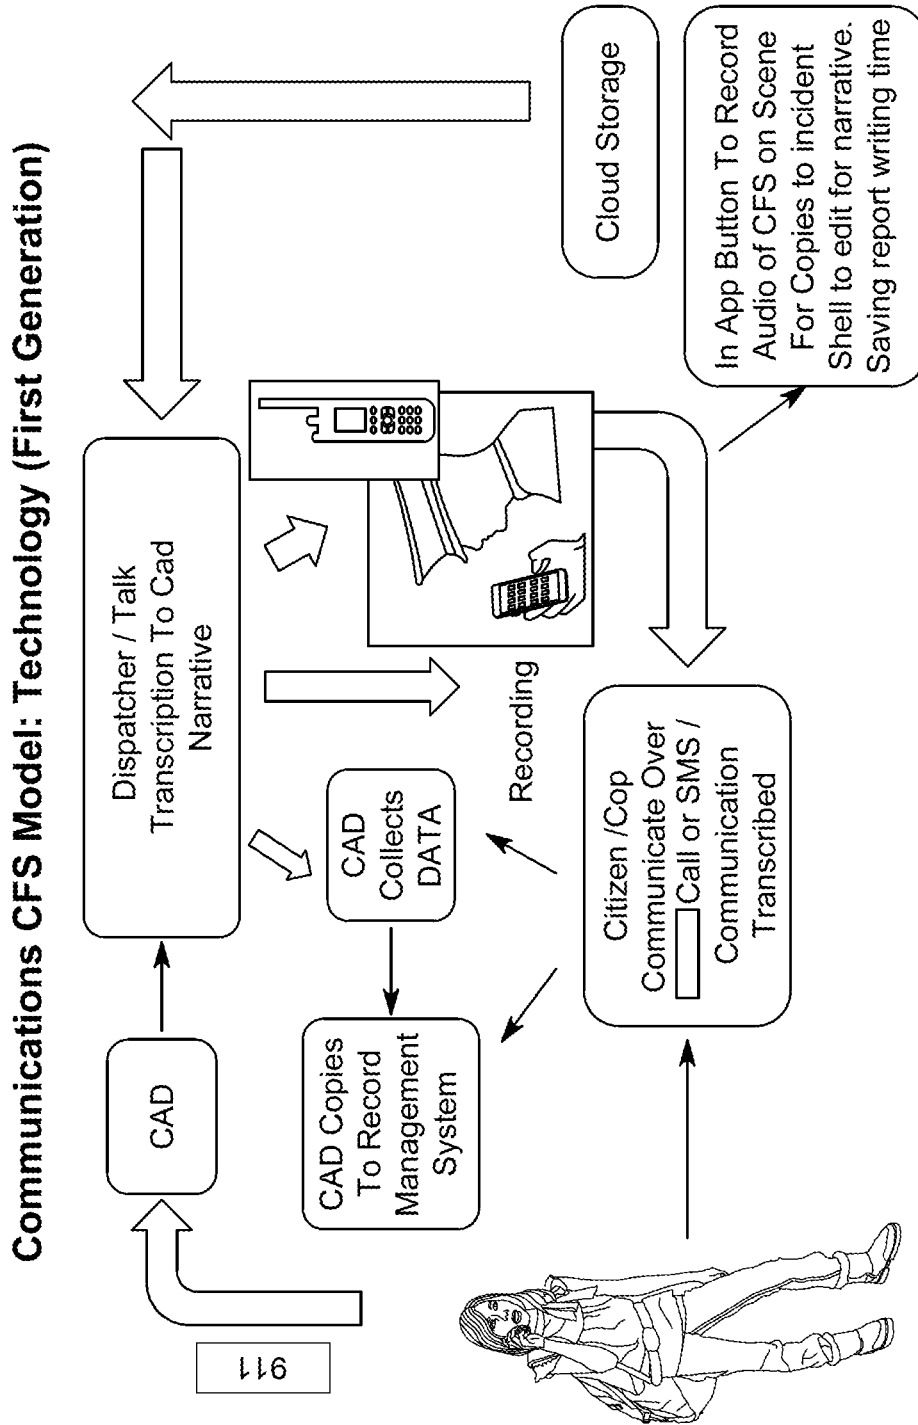 Communications CFS Model: Technology (First Generation)
911
CAD
Dispatcher / Talk
Transcription To Cad
Narrative
CAD Copies
To Record
Management
System
CAD
Collects
DATA
Recording
Cloud Storage
Citizen /Cop
Communicate Over
Call or SMS /
Communication
Transcribed
In App Button To Record
Audio of CFS on Scene
For Copies to incident
Shell to edit for narrative.
Saving report writing time